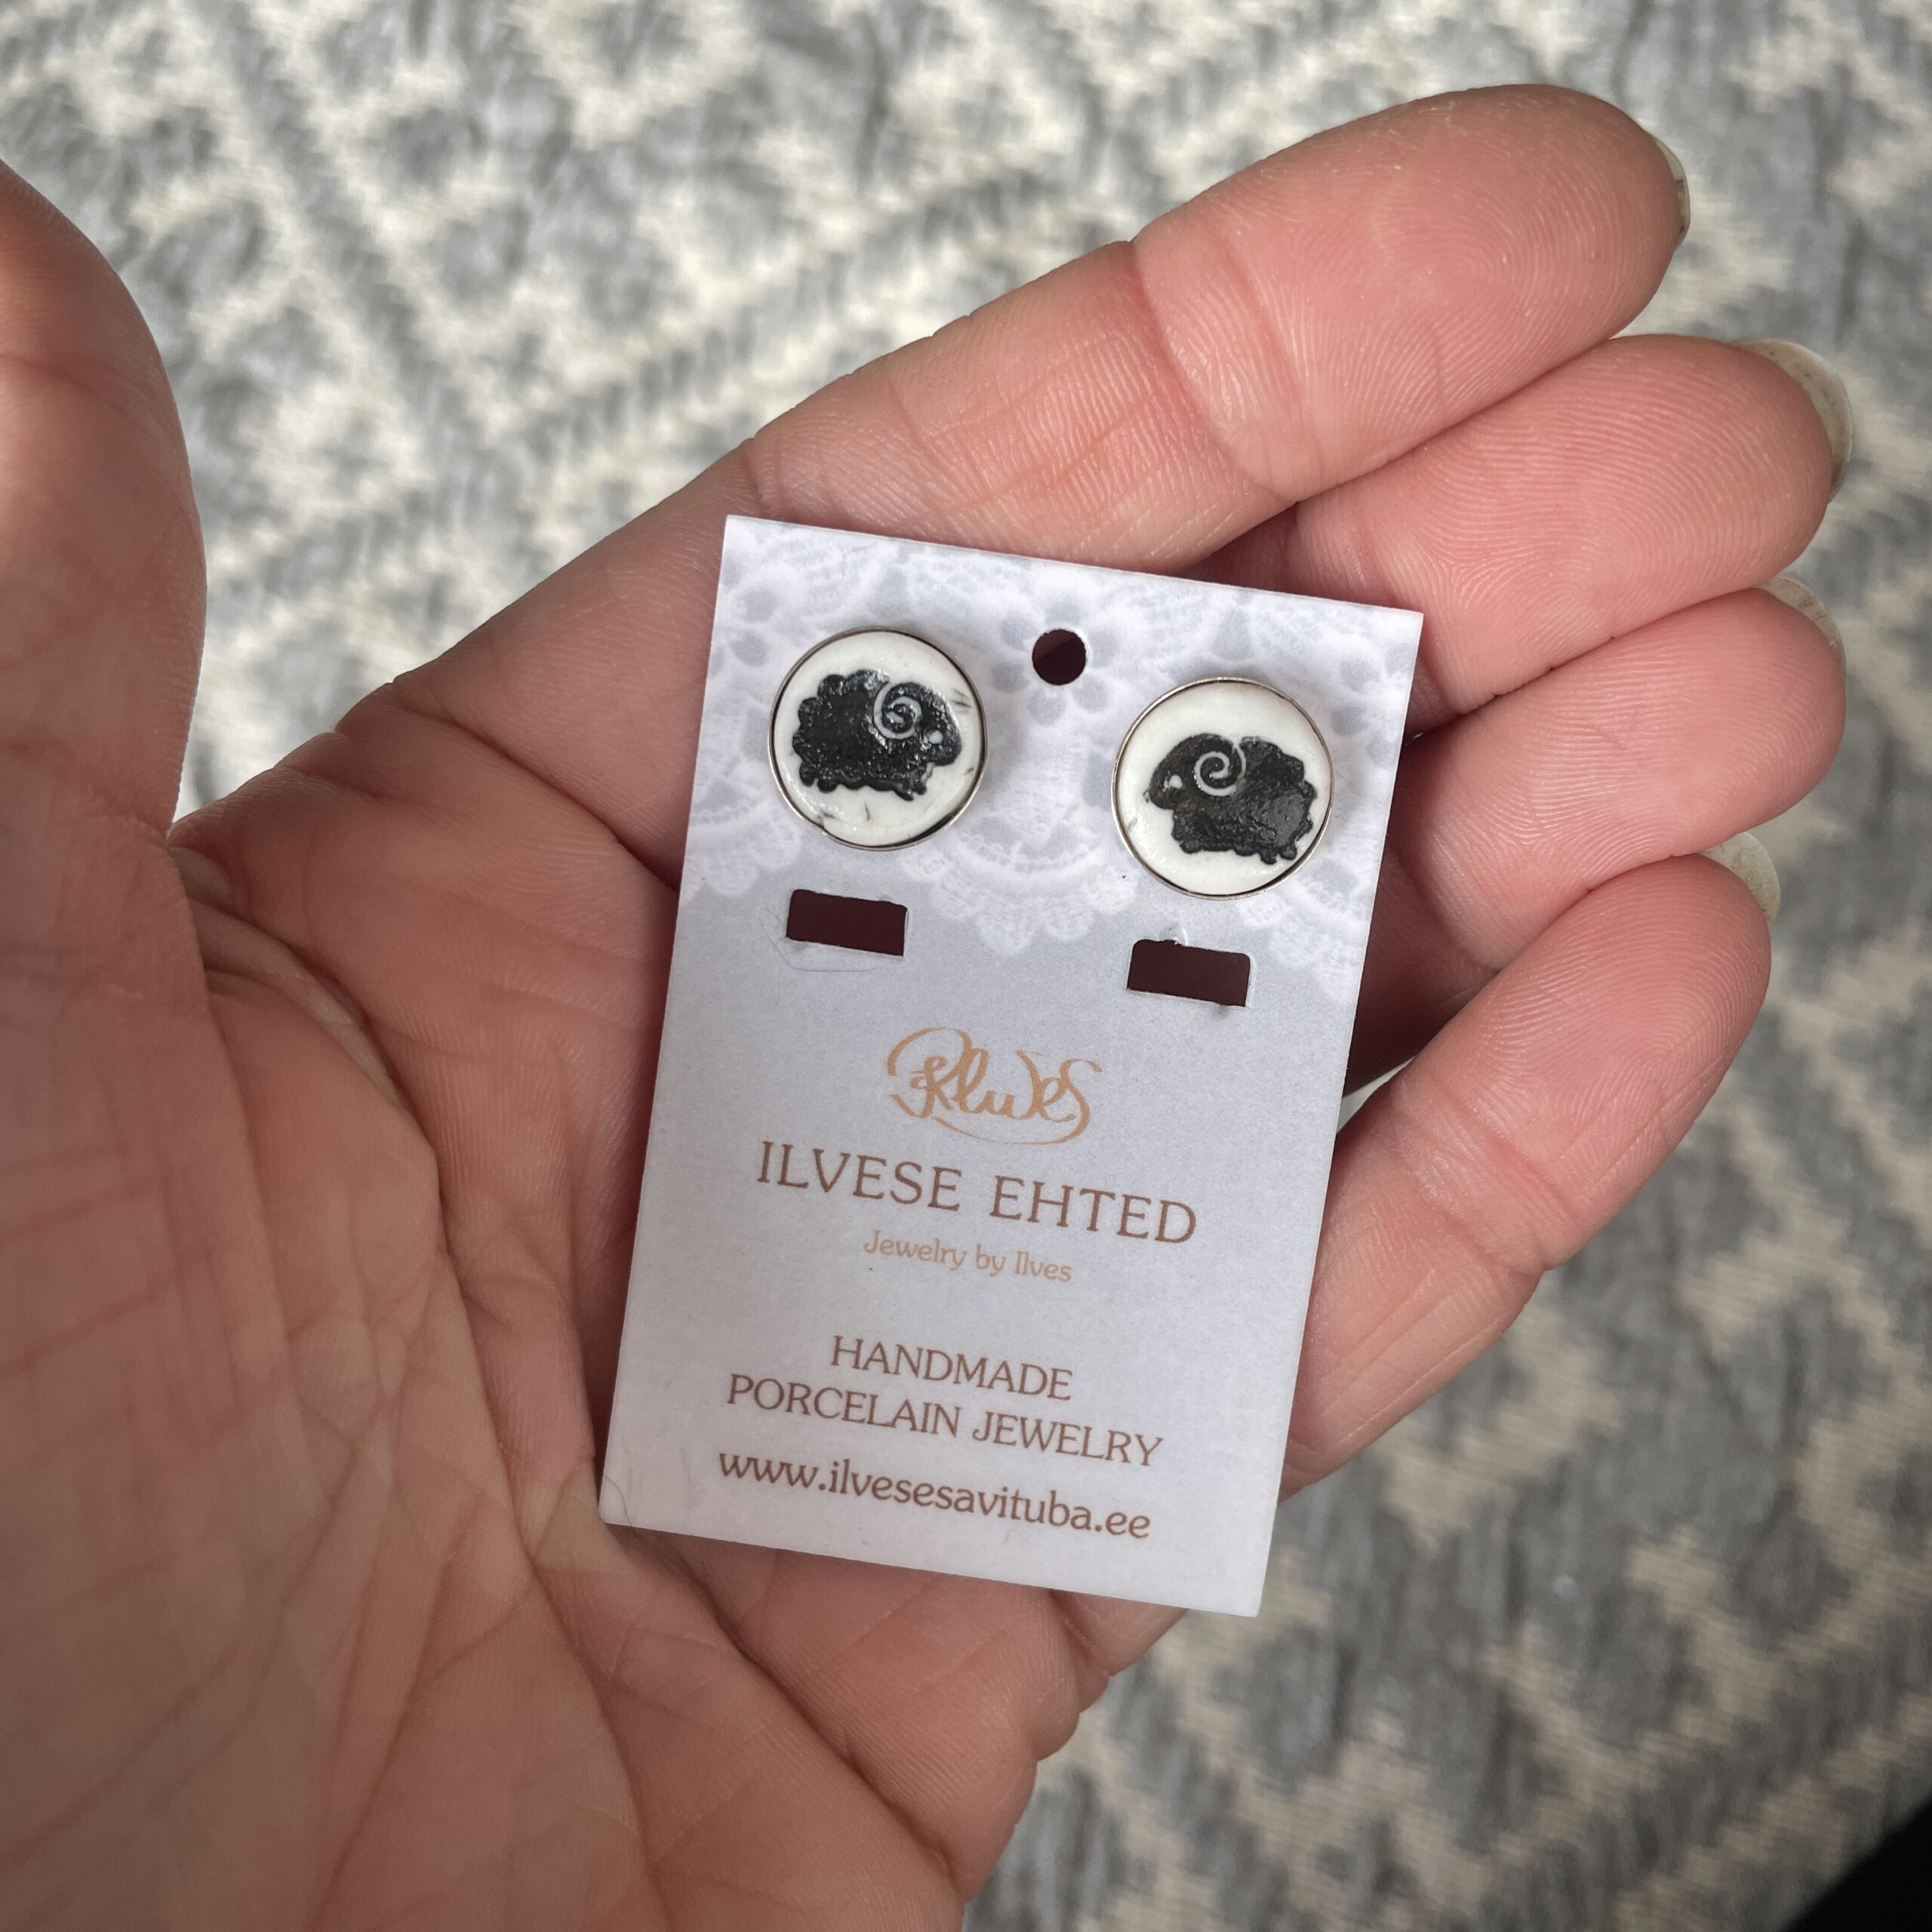 ILVESE EHTED
Jewelry by Ilves
HANDMADE
PORCELAIN JEWELRY
www.ilvesesavituba.ee